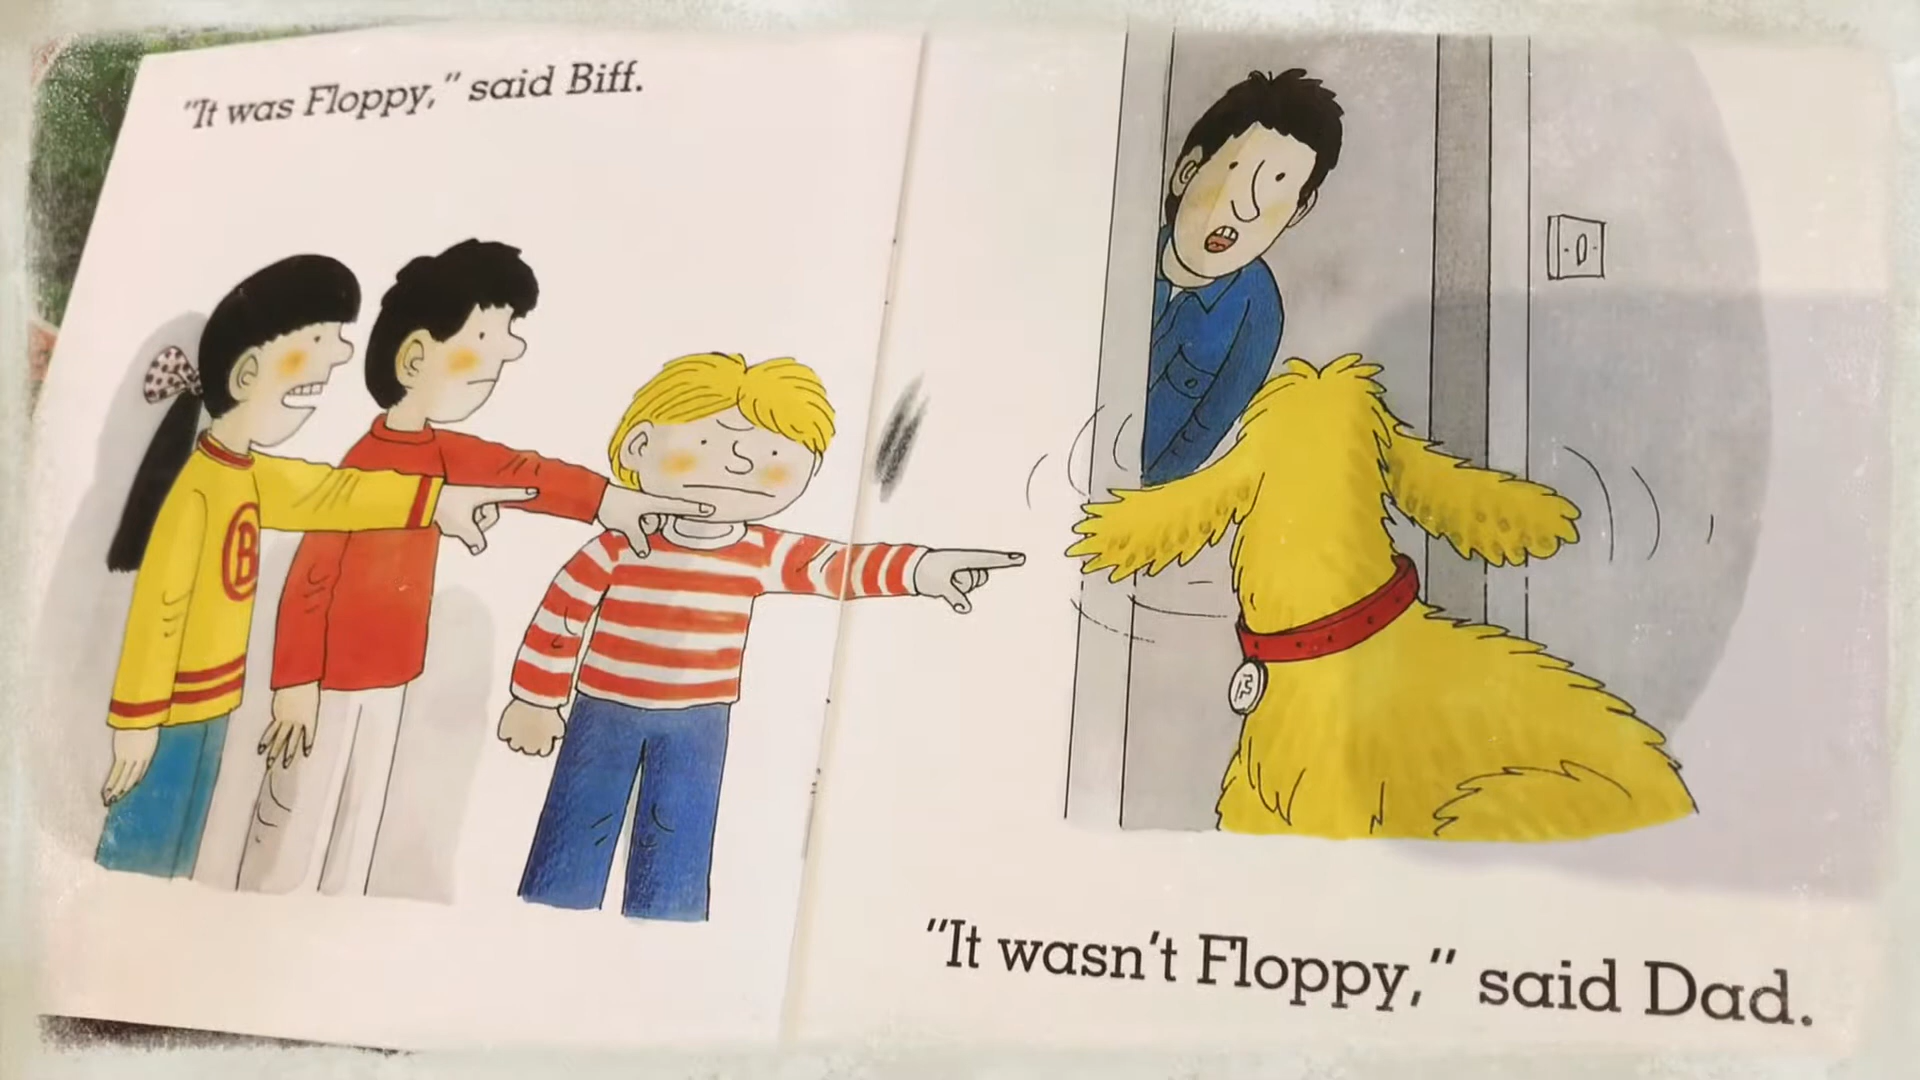 "It was Floppy," said Biff.
B
"It wasn't Floppy," said Dad.